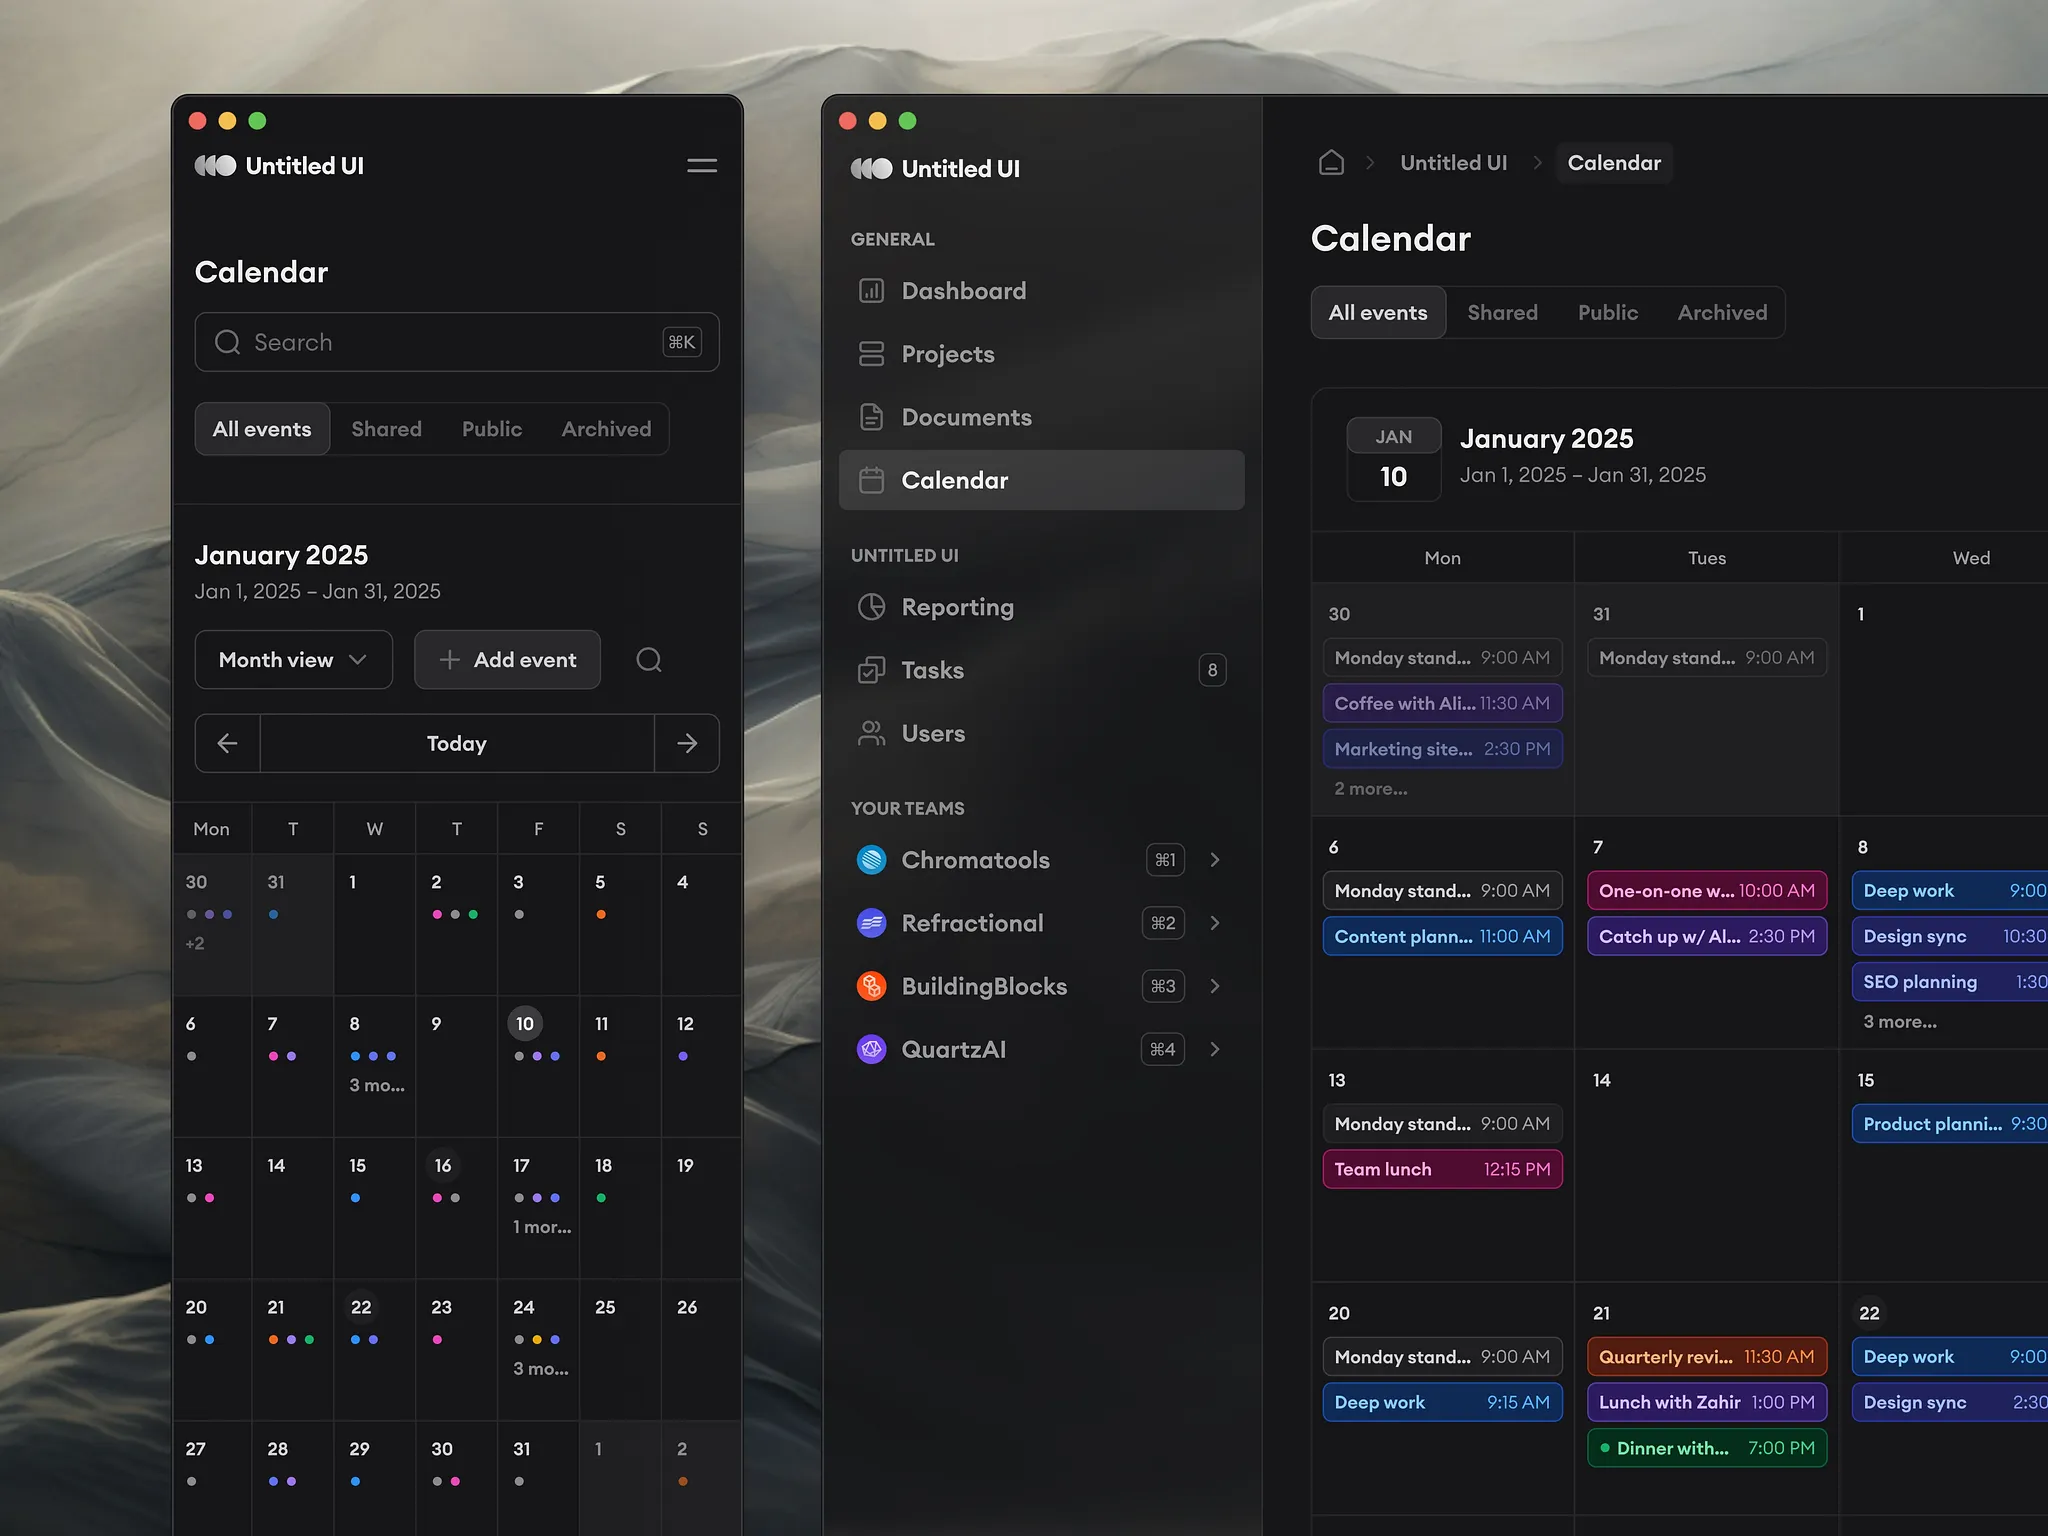 Untitled UI
Calendar
Search ⌘K
All events Shared Public Archived
January 2025
Jan 1, 2025 – Jan 31, 2025
Month view + Add event
Today
Mon T W T F S S
30 31 1 2 3 5 4
+2
6 7 8 9 10 11 12
3 mo...
13 14 15 16 17 18 19
1 mor...
20 21 22 23 24 25 26
3 mo...
27 28 29 30 31 1 2
Untitled UI
GENERAL
Dashboard
Projects
Documents
Calendar
UNTITLED UI
Reporting
Tasks 8
Users
YOUR TEAMS
Chromatools ⌘1
Refractional ⌘2
BuildingBlocks ⌘3
QuartzAI ⌘4
Untitled UI Calendar
Calendar
All events Shared Public Archived
JAN
10
January 2025
Jan 1, 2025 – Jan 31, 2025
Mon Tues Wed
30 31 1
Monday stand... 9:00 AM Monday stand... 9:00 AM
Coffee with Ali... 11:30 AM
Marketing site... 2:30 PM
2 more...
6 7 8
Monday stand... 9:00 AM One-on-one w... 10:00 AM Deep work 9:00
Content plann... 11:00 AM Catch up w/ Al... 2:30 PM Design sync 10:30
SEO planning 1:30
3 more...
13 14 15
Monday stand... 9:00 AM Product planni... 9:30
Team lunch 12:15 PM
20 21 22
Monday stand... 9:00 AM Quarterly revi... 11:30 AM Deep work 9:00
Deep work 9:15 AM Lunch with Zahir 1:00 PM Design sync 2:30
Dinner with... 7:00 PM